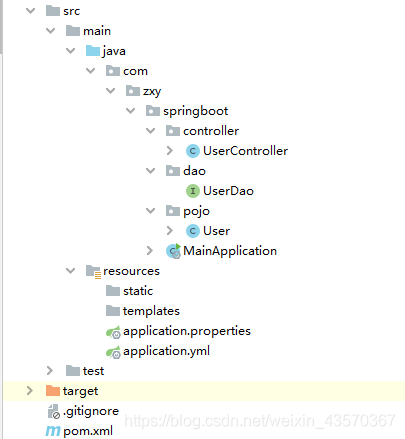 src
main
java
com
zxy
springboot
controller
UserController
dao
UserDao
pojo
User
MainApplication
resources
static
templates
application.properties
application.yml
test
target
.gitignore
https://blog.csdn.net/weixin_43570367
pom.xml